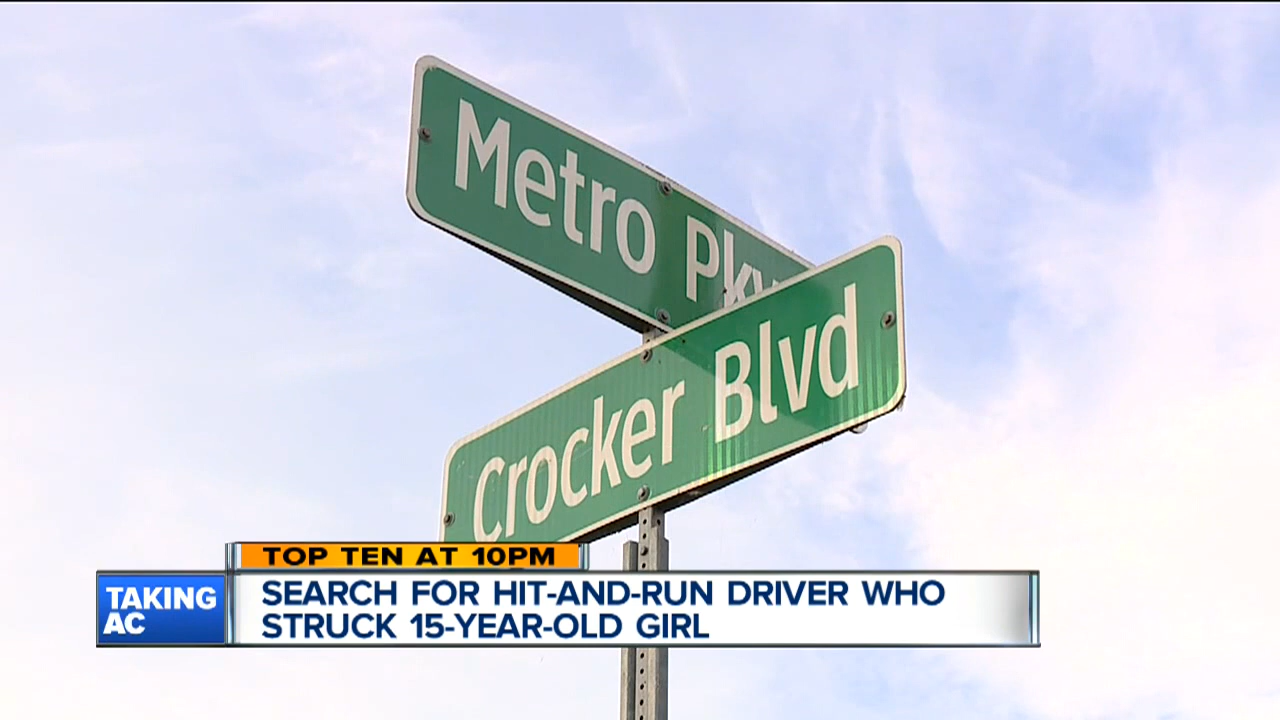 Metro Pky
Crocker Blvd
TOP TEN AT 10PM
TAKING
AC
SEARCH FOR HIT-AND-RUN DRIVER WHO
STRUCK 15-YEAR-OLD GIRL